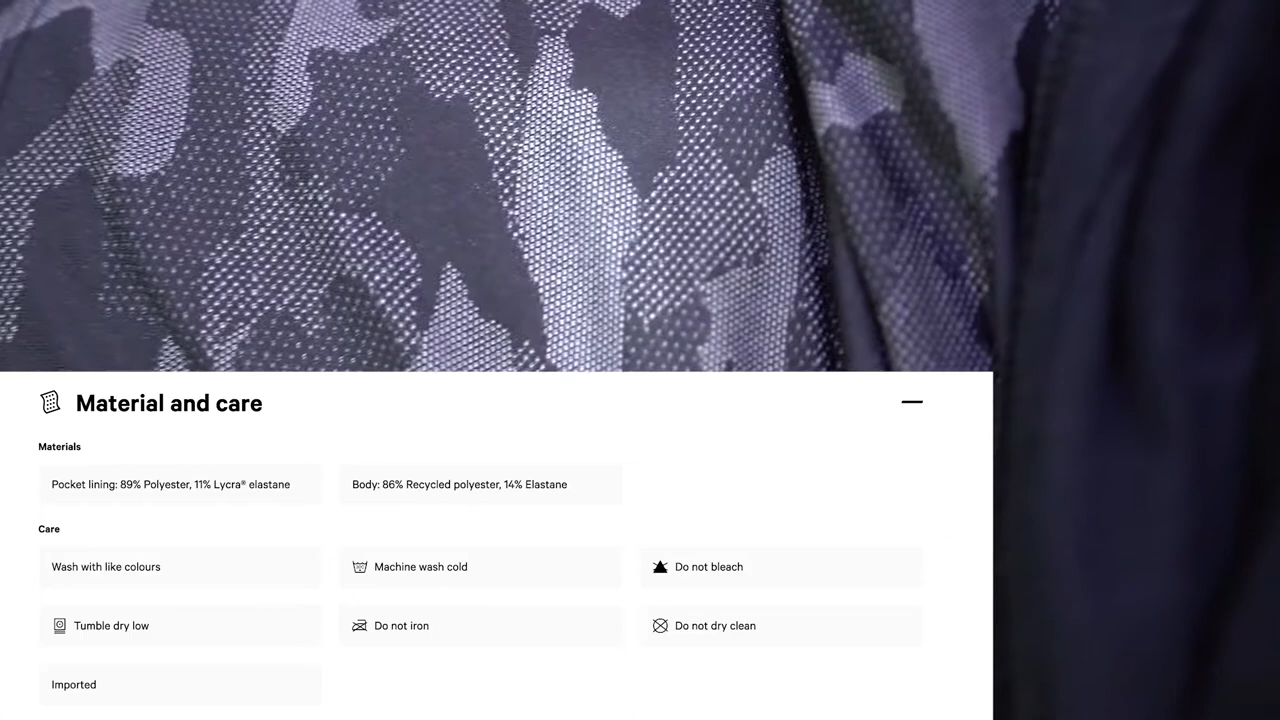 Material and care
Materials
Pocket lining: 89% Polyester, 11% Lycra® elastane
Body: 86% Recycled polyester, 14% Elastane
Care
Wash with like colours
Machine wash cold
Do not bleach
Tumble dry low
Do not iron
Do not dry clean
Imported